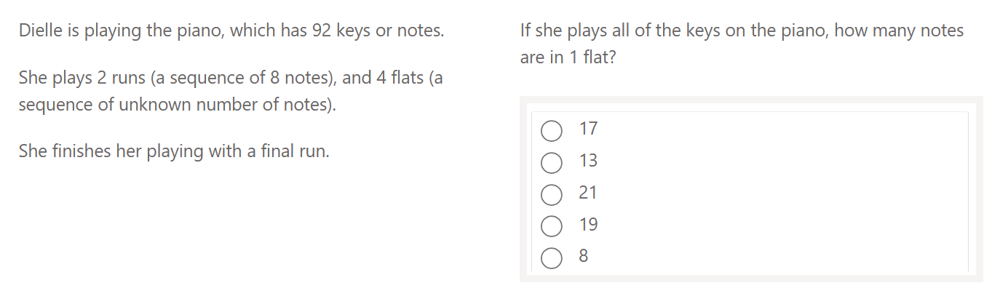 Dielle is playing the piano, which has 92 keys or notes.
She plays 2 runs (a sequence of 8 notes), and 4 flats (a
sequence of unknown number of notes).
She finishes her playing with a final run.
If she plays all of the keys on the piano, how many notes
are in 1 flat?
17
13
21
19
8